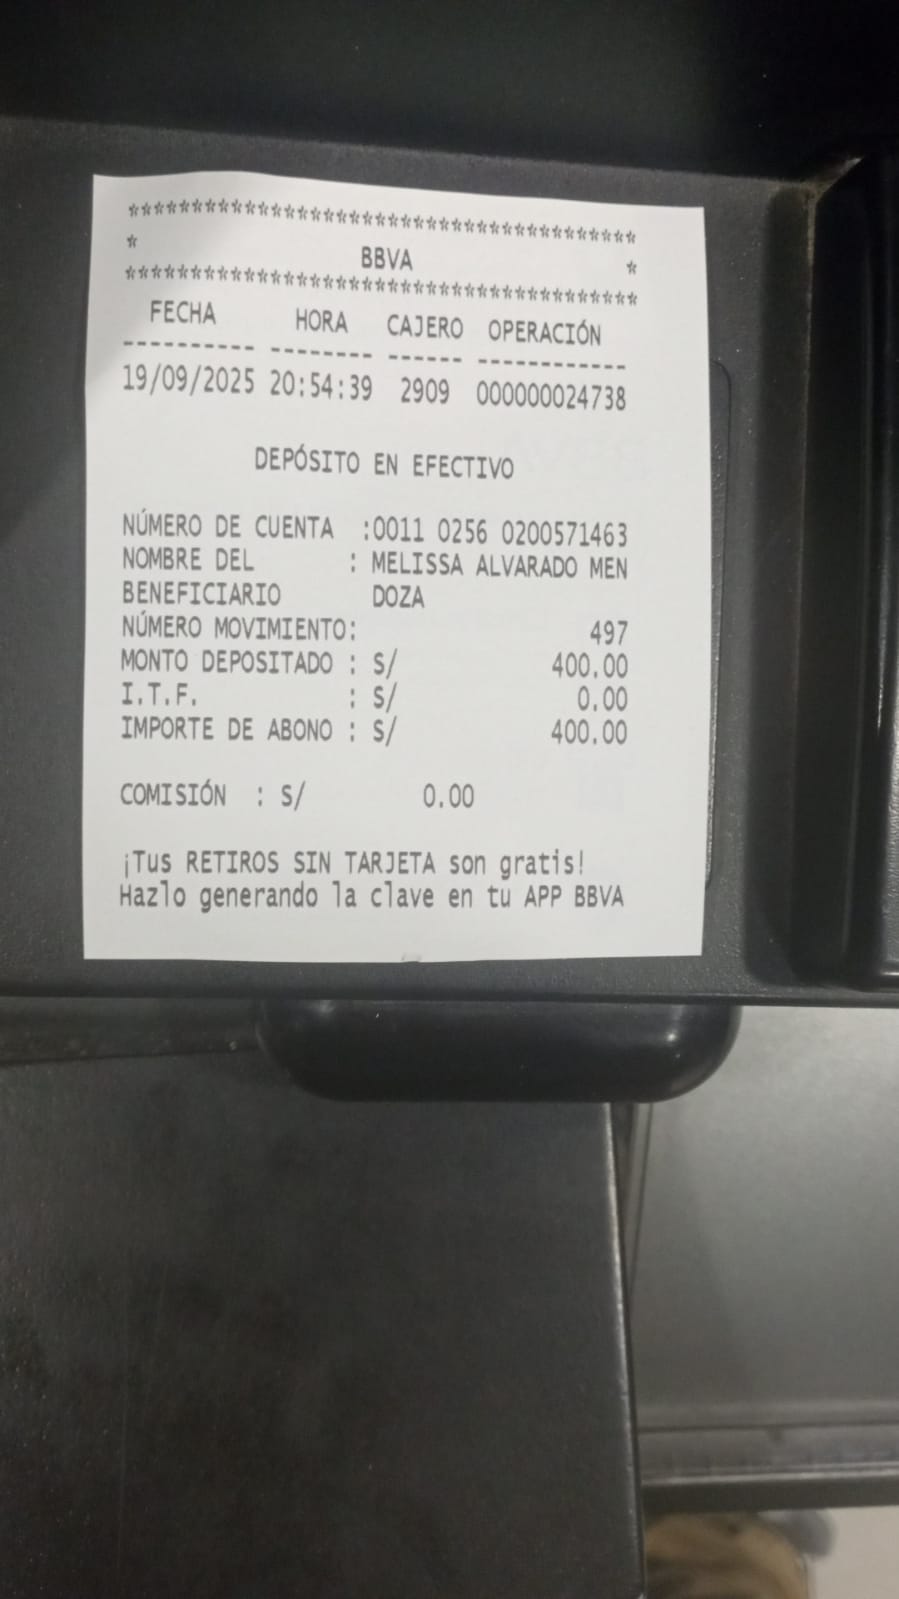 ***************************************
* BBVA *
***************************************
FECHA HORA CAJERO OPERACIÓN
---------- -------- ------ ------------
19/09/2025 20:54:39 2909 000000024738
DEPÓSITO EN EFECTIVO
NÚMERO DE CUENTA :0011 0256 0200571463
NOMBRE DEL : MELISSA ALVARADO MEN
BENEFICIARIO DOZA
NÚMERO MOVIMIENTO: 497
MONTO DEPOSITADO : S/ 400.00
I.T.F. : S/ 0.00
IMPORTE DE ABONO : S/ 400.00
COMISIÓN : S/ 0.00
¡Tus RETIROS SIN TARJETA son gratis!
Hazlo generando la clave en tu APP BBVA